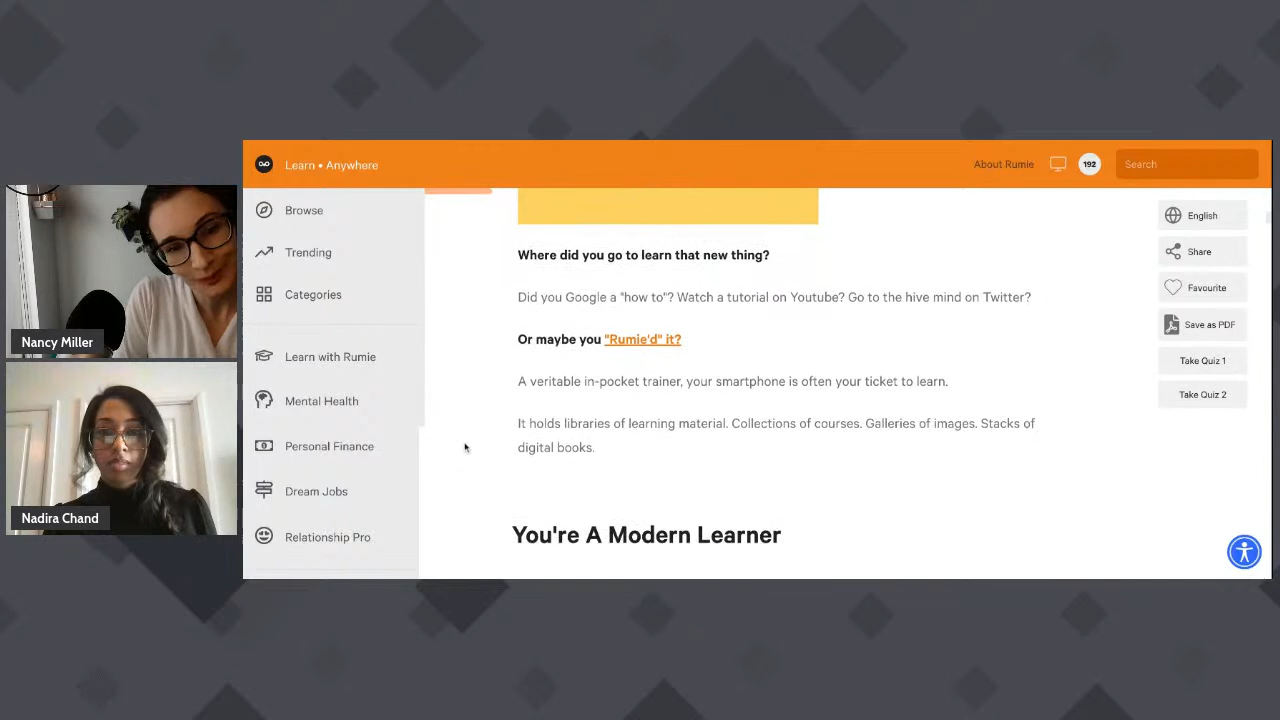 Learn • Anywhere
About Rumie
192
Search
Browse
Trending
Categories
Learn with Rumie
Mental Health
Personal Finance
Dream Jobs
Relationship Pro
Where did you go to learn that new thing?
Did you Google a "how to"? Watch a tutorial on Youtube? Go to the hive mind on Twitter?
Or maybe you "Rumie'd" it?
A veritable in-pocket trainer, your smartphone is often your ticket to learn.
It holds libraries of learning material. Collections of courses. Galleries of images. Stacks of
digital books.
You're A Modern Learner
English
Share
Favourite
Save as PDF
Take Quiz 1
Take Quiz 2
Nancy Miller
Nadira Chand